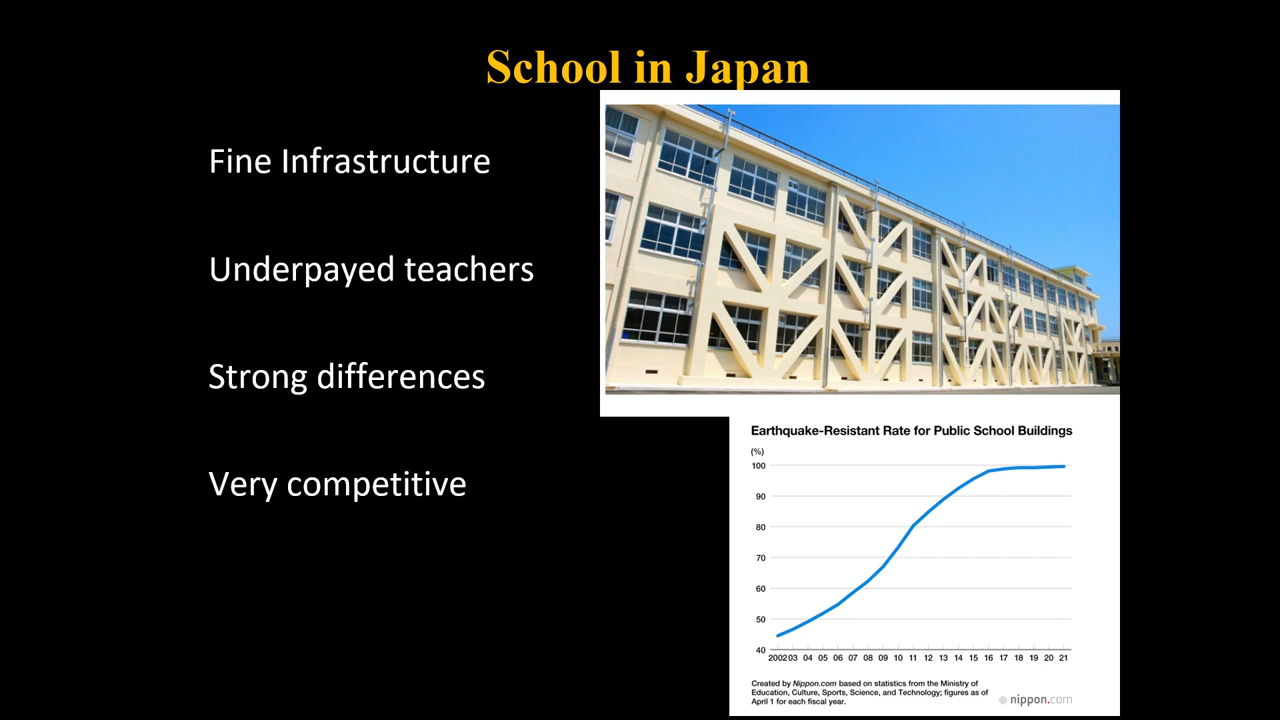 School in Japan
Fine Infrastructure
Underpayed teachers
Strong differences
Very competitive
Earthquake-Resistant Rate for Public School Buildings
(%)
100
90
80
70
60
50
40
2002 03 04 05 06 07 08 09 10 11 12 13 14 15 16 17 18 19 20 21
Created by Nippon.com based on statistics from the Ministry of
Education, Culture, Sports, Science, and Technology; figures as of
April 1 for each fiscal year.
nippon.com